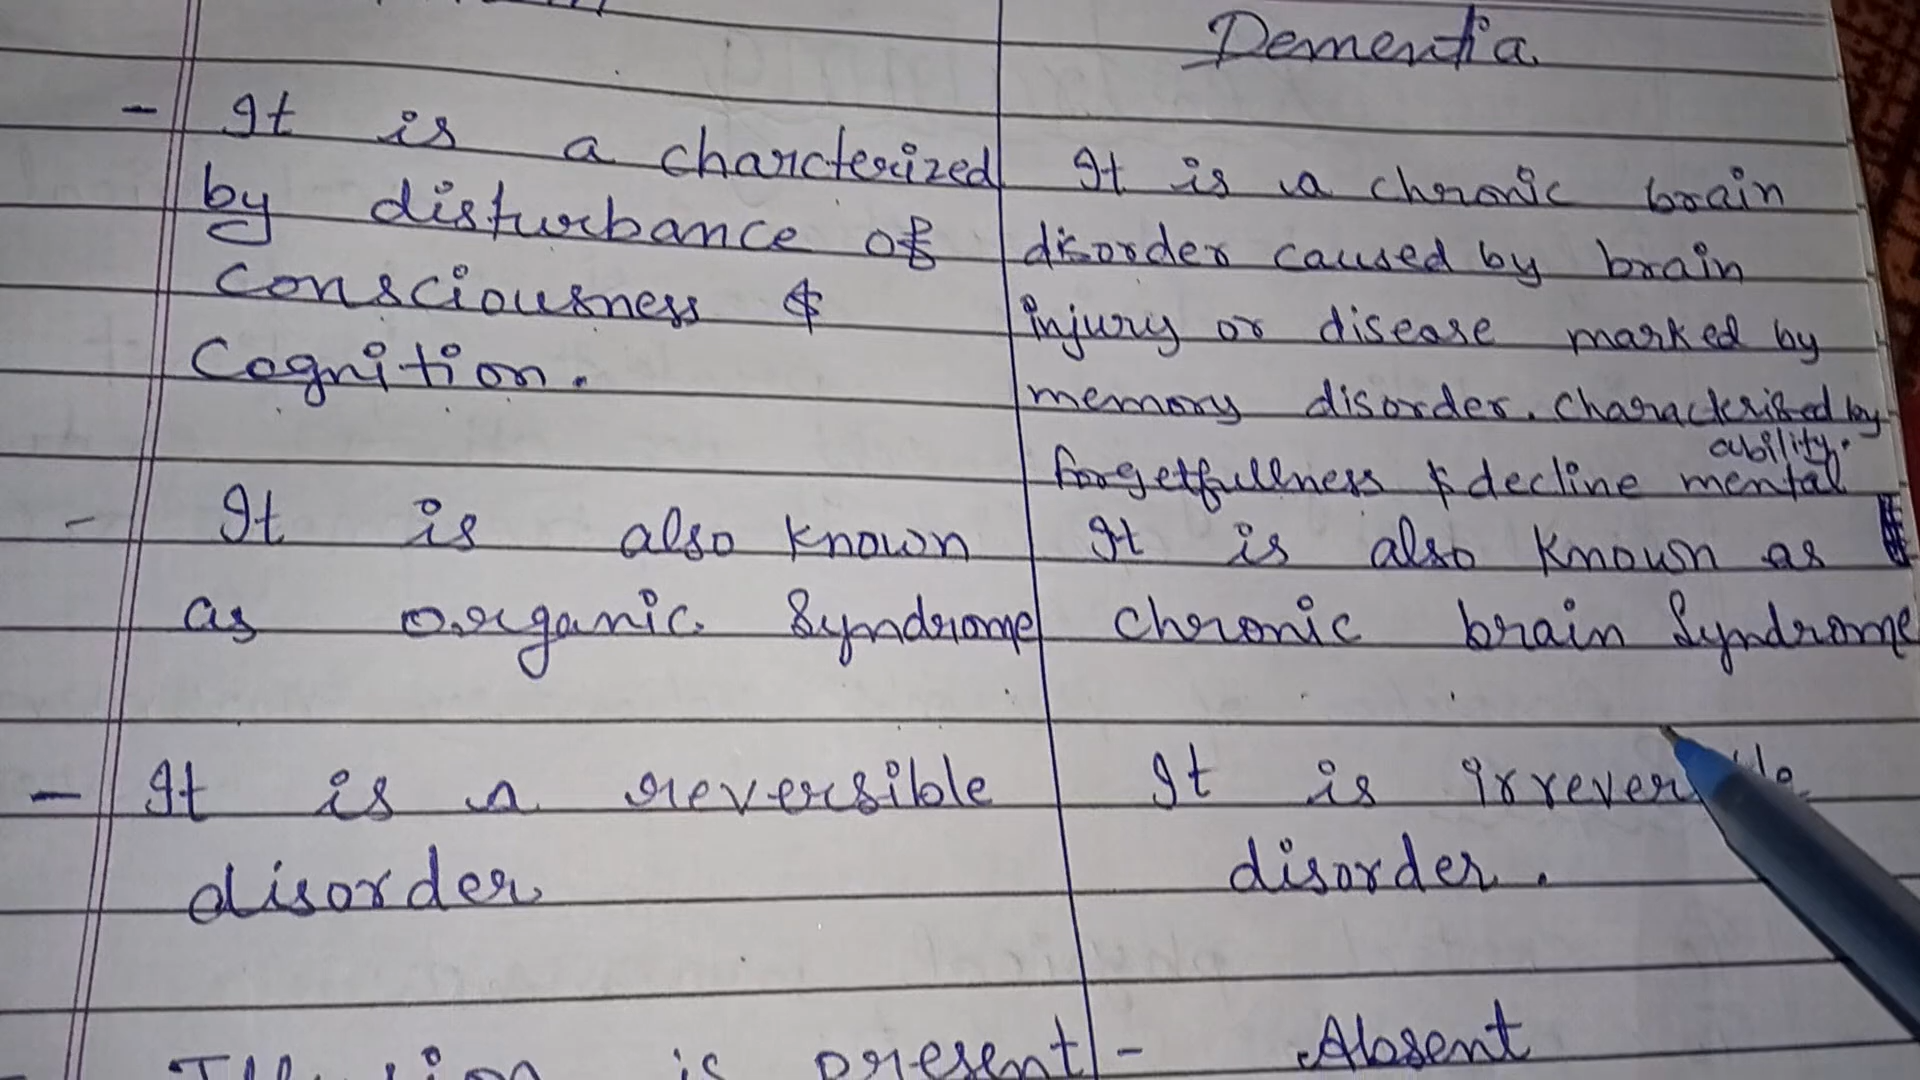 Dementia
- It is a charcterized
by disturbance of
Consciousness &
Cognition.
- It is also known
as organic Syndrome
- It is a reversible
disorder
is present
It is a chronic brain
disorder caused by brain
injury or disease marked by
memory disorder. Characterised by
ability.
forgetfullness & decline mental
It is also known as
chronic brain Syndrome
It is
disorder.
- Absent